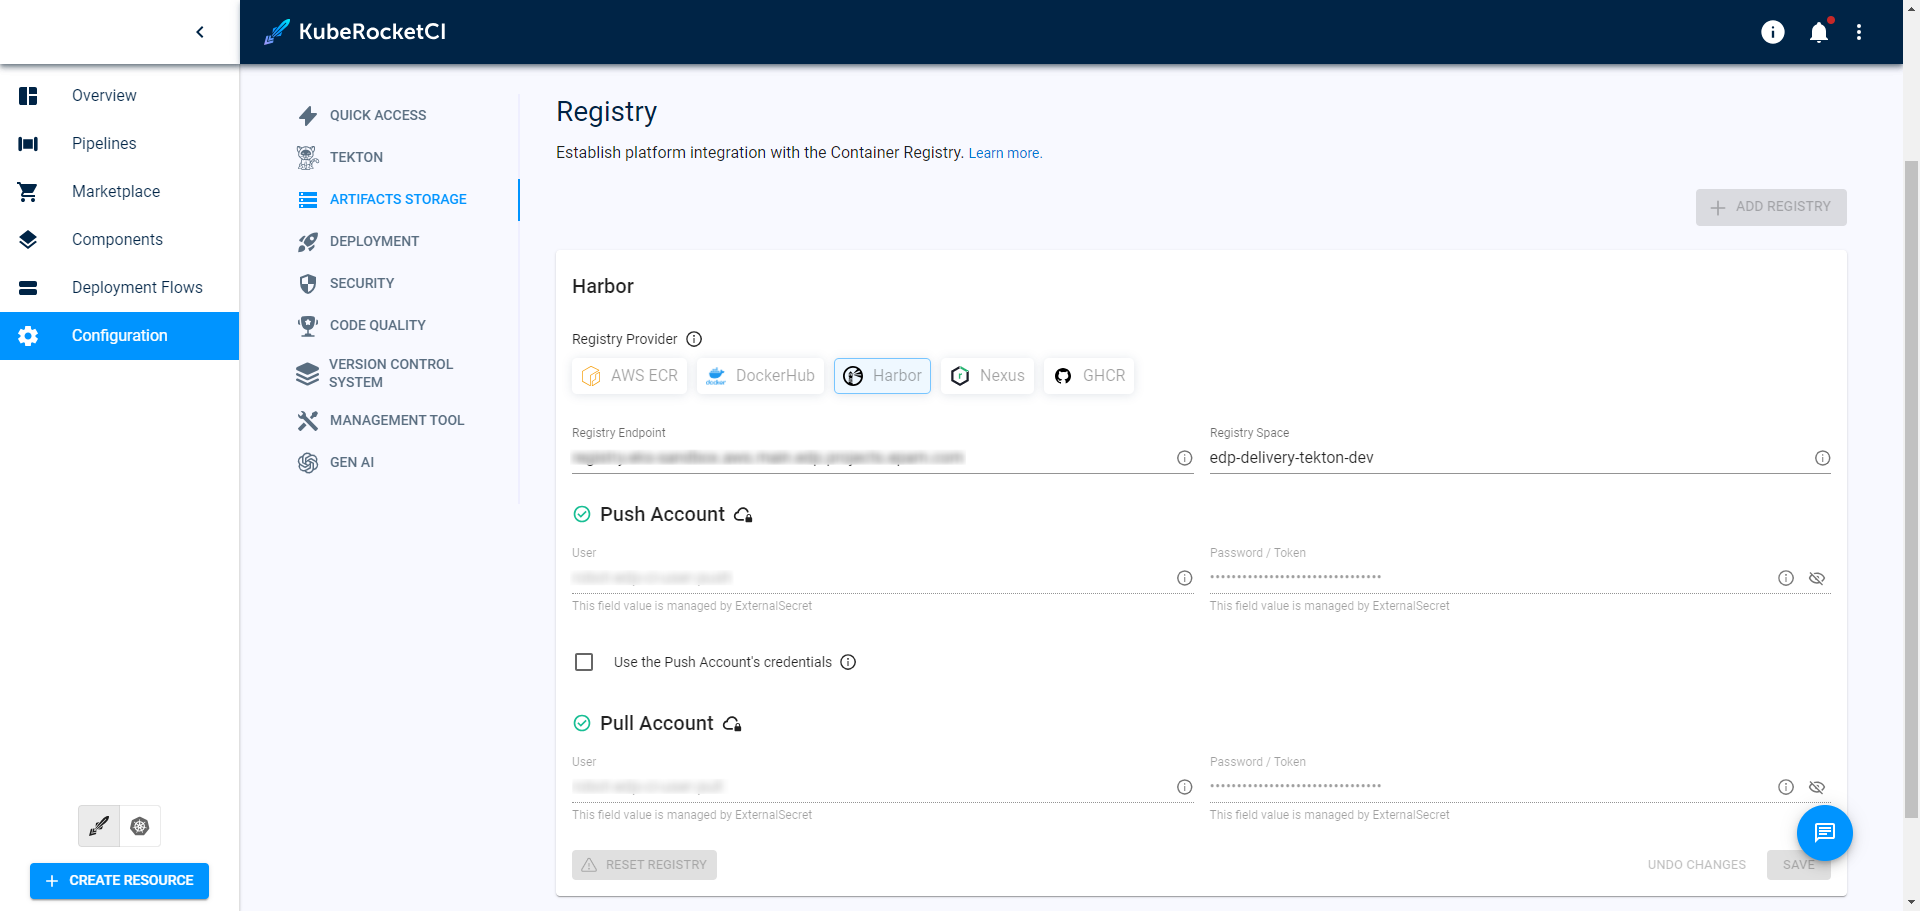 KubeRocketCI
Overview
Pipelines
Marketplace
Components
Deployment Flows
Configuration
CREATE RESOURCE
QUICK ACCESS
TEKTON
ARTIFACTS STORAGE
DEPLOYMENT
SECURITY
CODE QUALITY
VERSION CONTROL
SYSTEM
MANAGEMENT TOOL
GEN AI
Registry
Establish platform integration with the Container Registry. Learn more.
ADD REGISTRY
Harbor
Registry Provider
AWS ECR DockerHub Harbor Nexus GHCR
Registry Endpoint
Registry Space
edp-delivery-tekton-dev
Push Account
User
This field value is managed by ExternalSecret
Password / Token
••••••••••••••••••••••••••••••••
This field value is managed by ExternalSecret
Use the Push Account's credentials
Pull Account
User
This field value is managed by ExternalSecret
Password / Token
••••••••••••••••••••••••••••••••
This field value is managed by ExternalSecret
RESET REGISTRY
UNDO CHANGES
SAVE